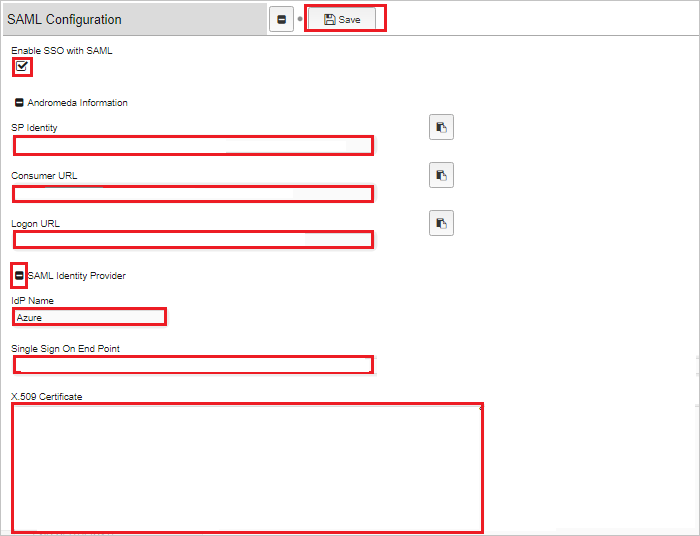 SAML Configuration
Save
Enable SSO with SAML
Andromeda Information
SP Identity
Consumer URL
Logon URL
SAML Identity Provider
IdP Name
Azure
Single Sign On End Point
X.509 Certificate